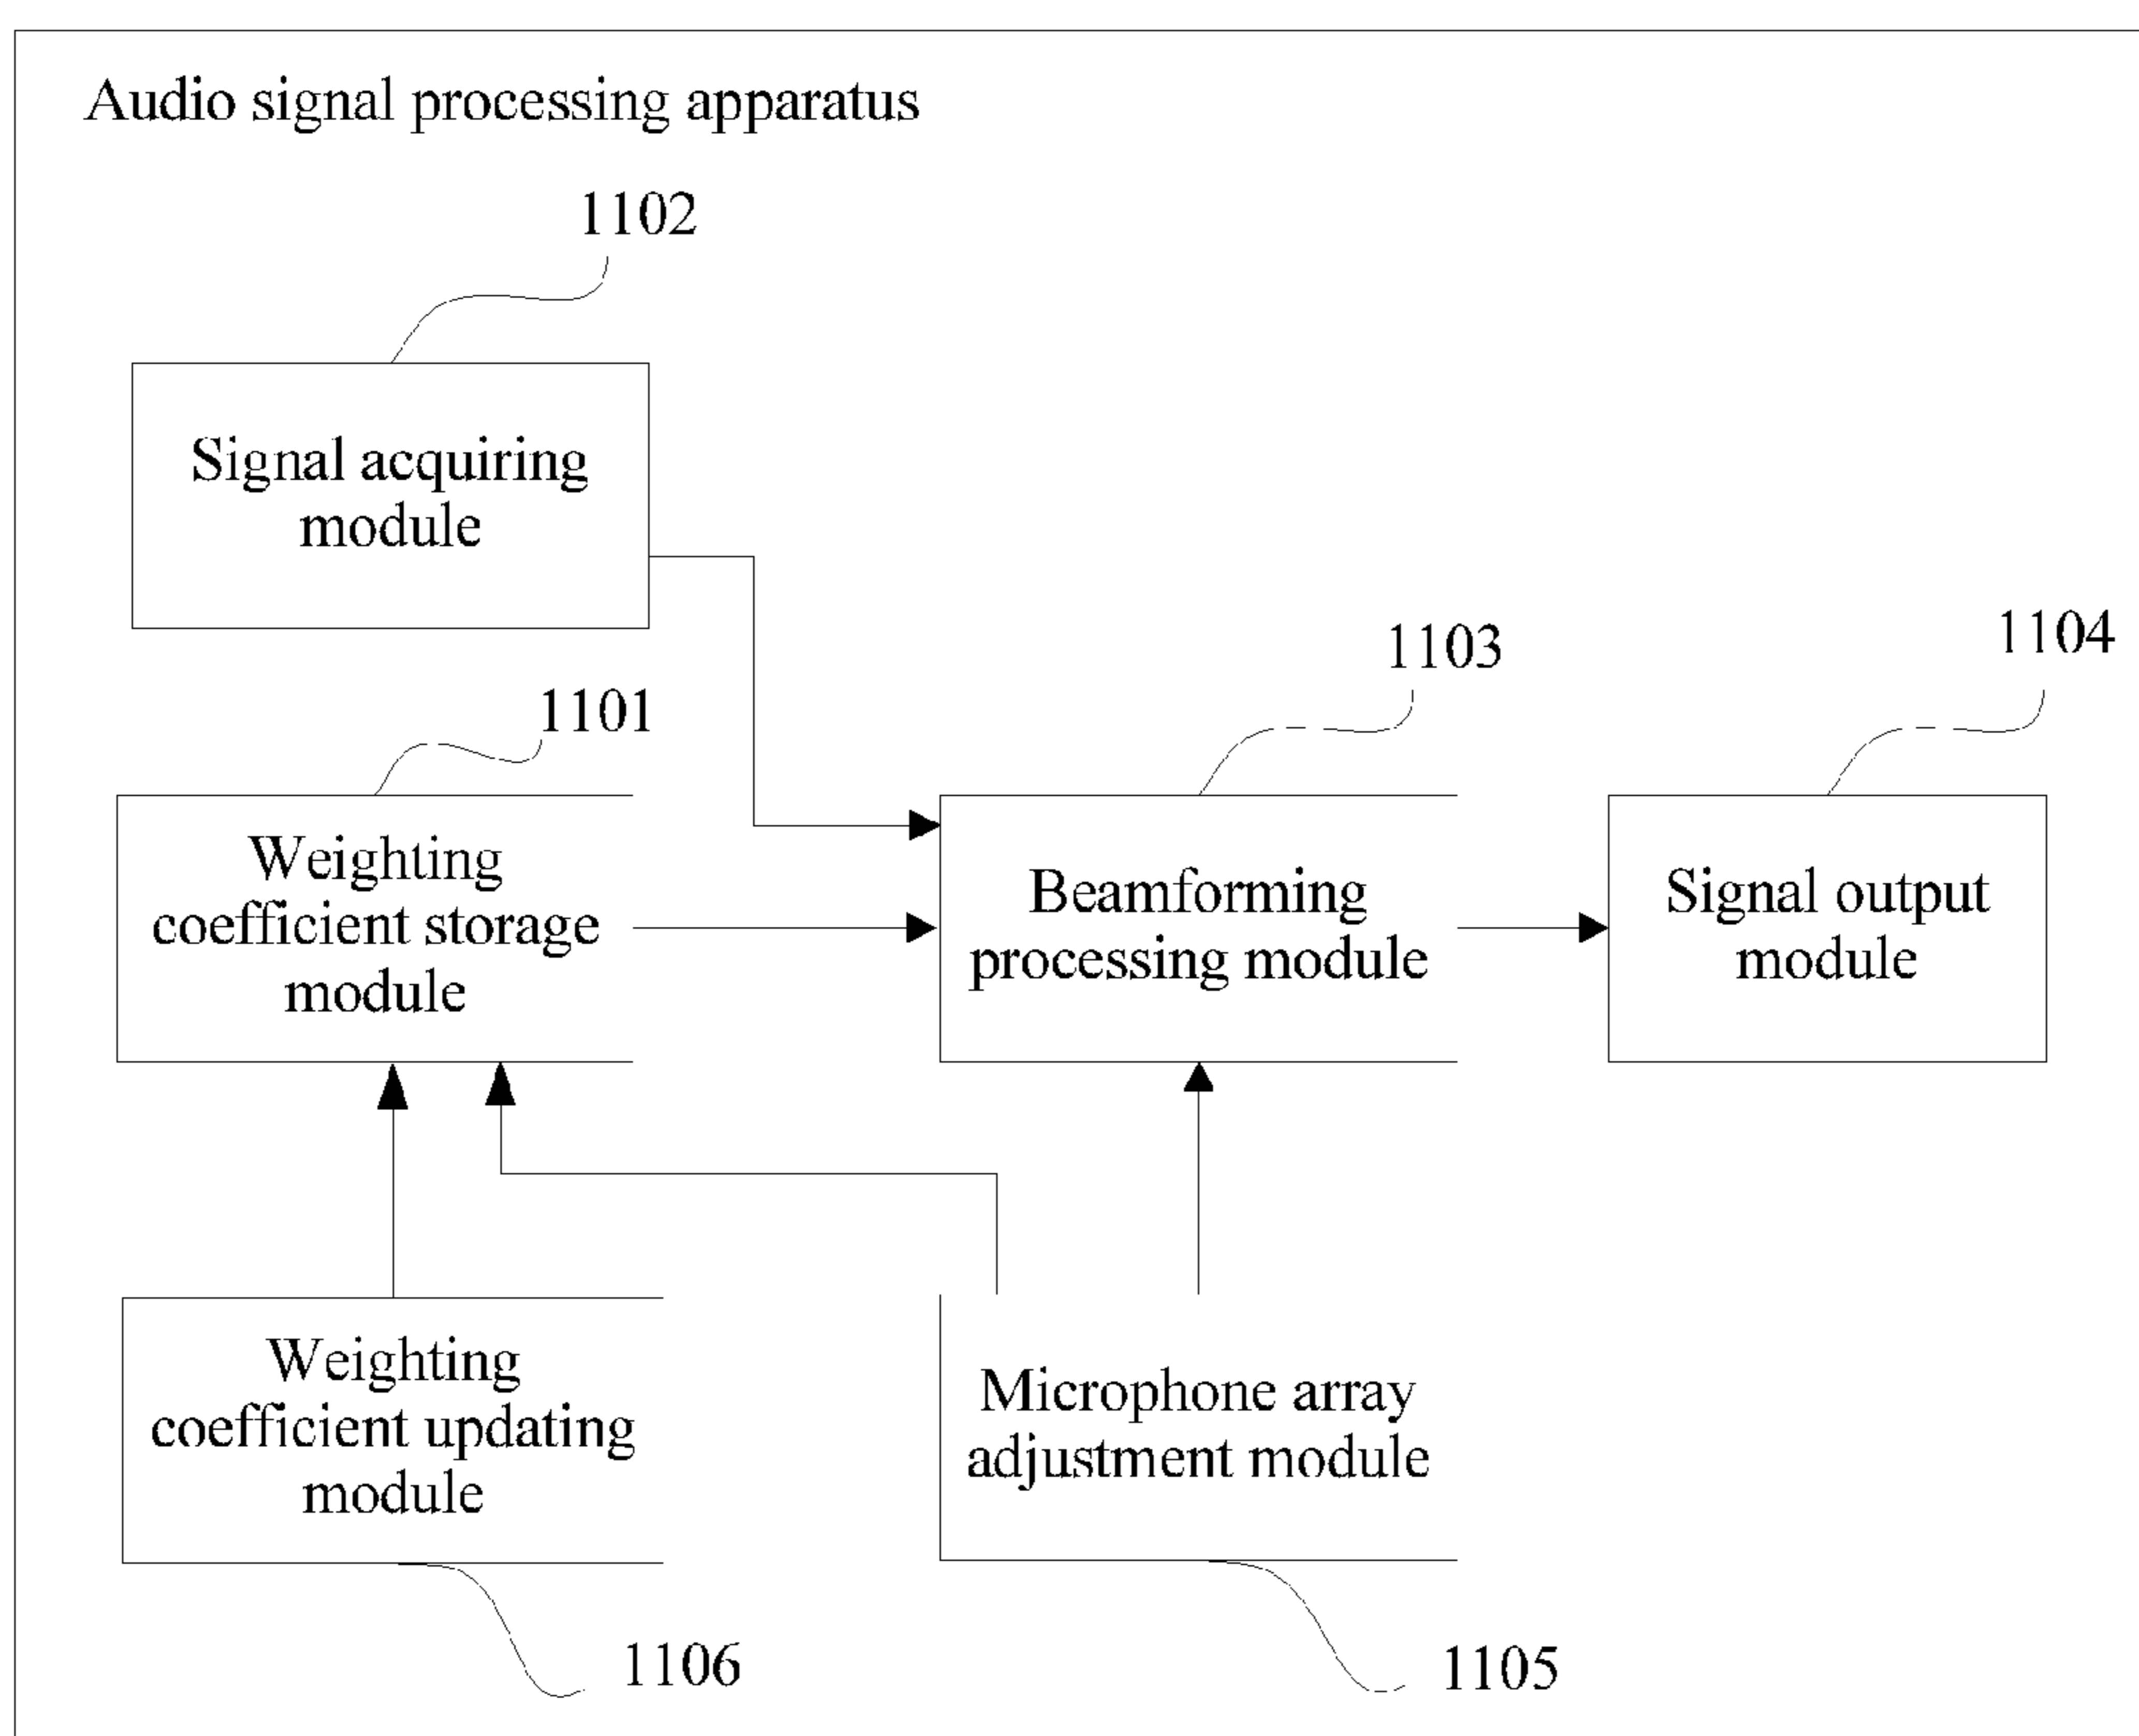 Audio signal processing apparatus
1102
Signal acquiring
module
1101
1103
1104
Weighting
coefficient storage
module
Beamforming
processing module
Signal output
module
Weighting
coefficient updating
module
Microphone array
adjustment module
1106
1105